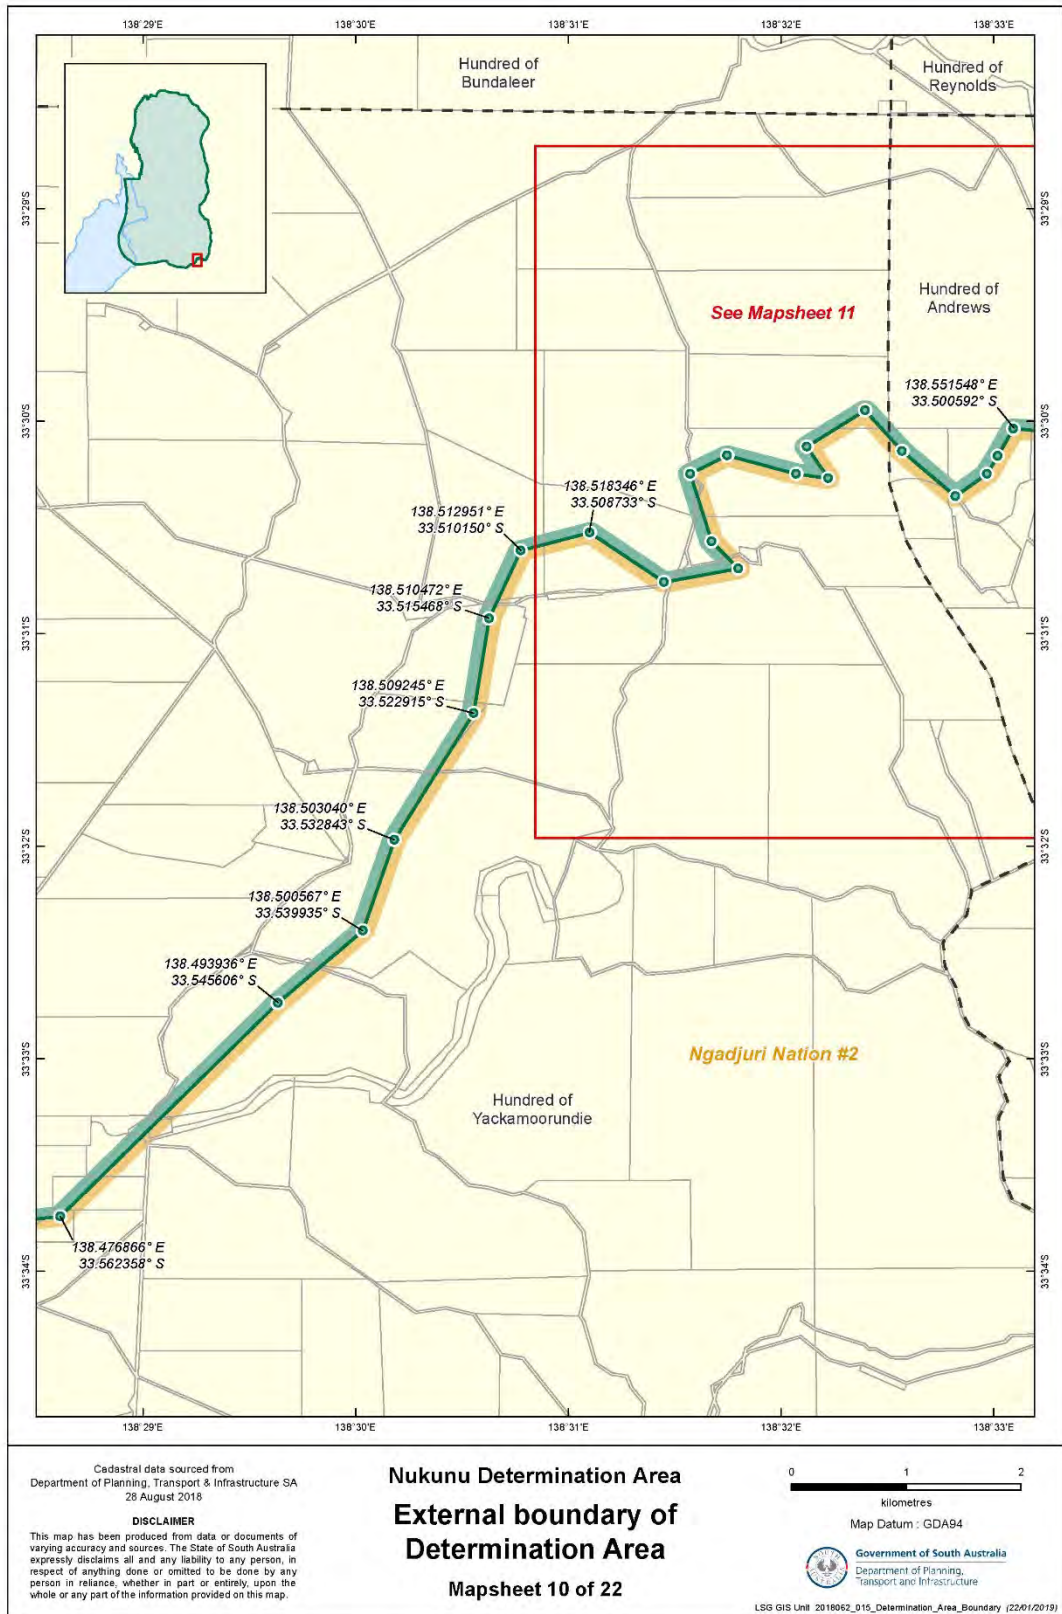 138°29'E 138°30'E 138°31'E 138°32'E 138°33'E
Hundred of
Bundaleer
Hundred of
Reynolds
33°29'S 33°29'S
Hundred of
Andrews
See Mapsheet 11
138.551548° E
33.500592° S
33°30'S 33°30'S
138.518346° E
33.508733° S
138.512951° E
33.510150° S
138.510472° E
33.515468° S
33°31'S 33°31'S
138.509245° E
33.522915° S
138.503040° E
33.532843° S
33°32'S 33°32'S
138.500567° E
33.539935° S
138.493936° E
33.545606° S
Ngadjuri Nation #2
33°33'S 33°33'S
Hundred of
Yackamoorundie
138.476866° E
33.562358° S
33°34'S 33°34'S
138°29'E 138°30'E 138°31'E 138°32'E 138°33'E
Cadastral data sourced from
Department of Planning, Transport & Infrastructure SA
28 August 2018
DISCLAIMER
This map has been produced from data or documents of
varying accuracy and sources. The State of South Australia
expressly disclaims all and any liability to any person, in
respect of anything done or omitted to be done by any
person in reliance, whether in part or entirely, upon the
whole or any part of the information provided on this map.
Nukunu Determination Area
External boundary of
Determination Area
Mapsheet 10 of 22
0 1 2
kilometres
Map Datum : GDA94
Government of South Australia
Department of Planning,
Transport and Infrastructure
LSG GIS Unit 2018062_015_Determination_Area_Boundary (22/01/2019)